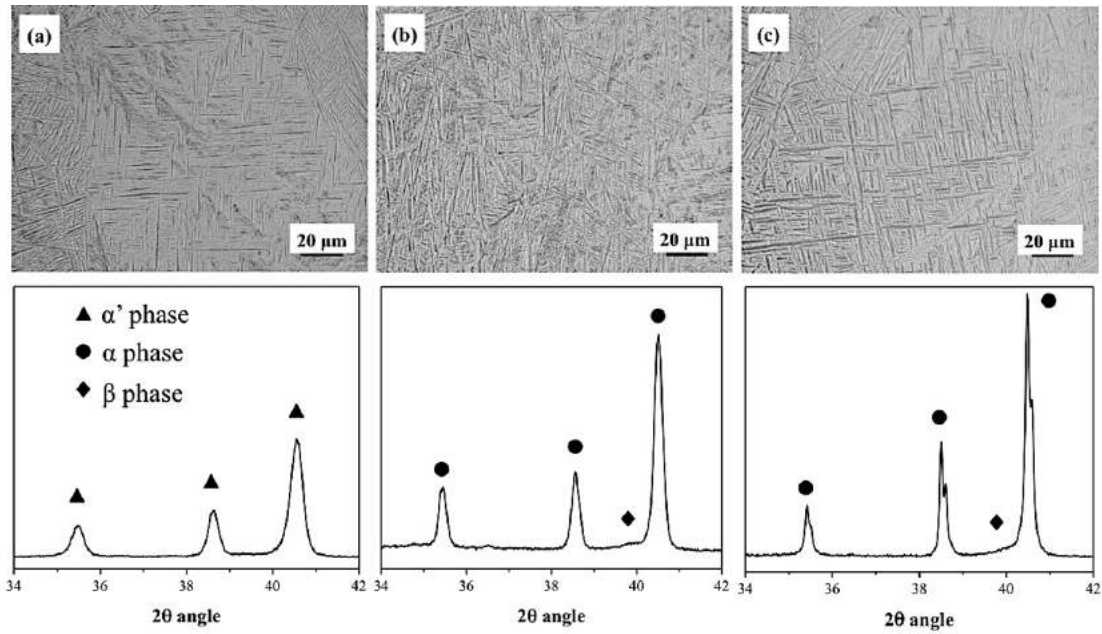 (a)
20 µm
(b)
20 µm
(c)
20 µm
α' phase
α phase
β phase
34 36 38 40 42
2θ angle
34 36 38 40 42
2θ angle
34 36 38 40 42
2θ angle